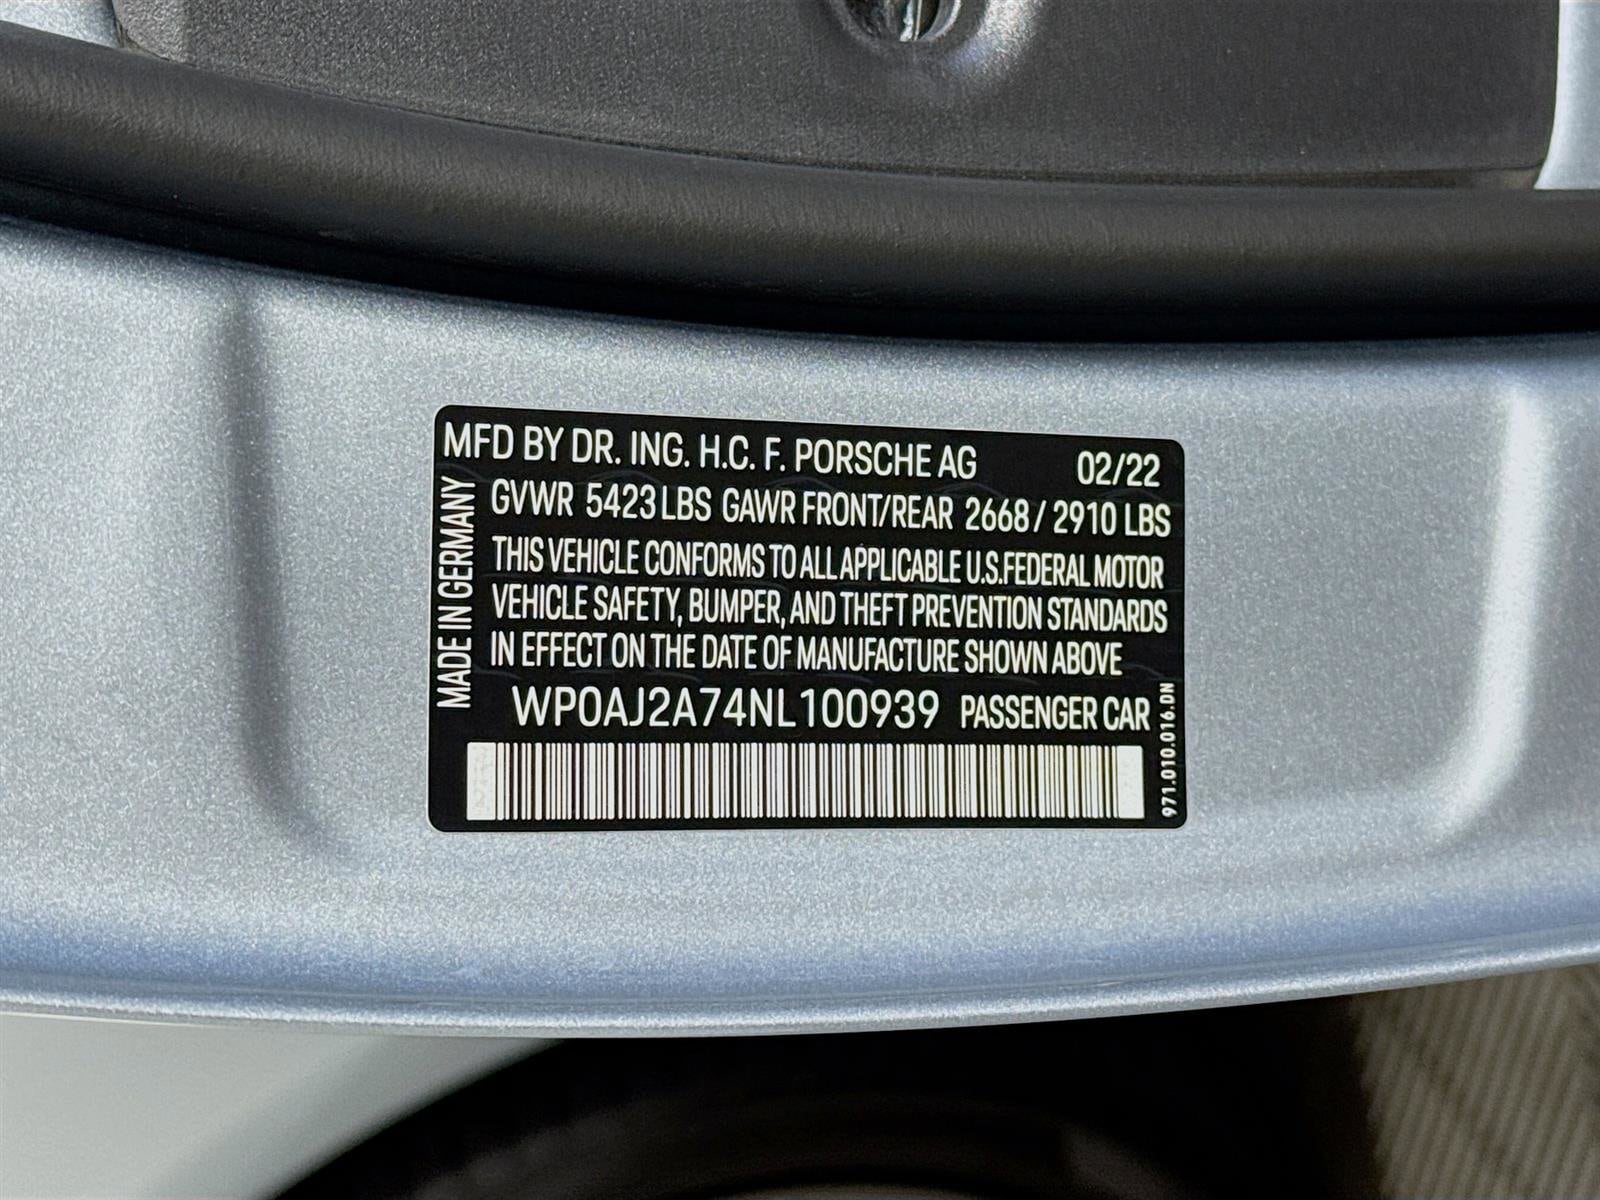 MFD BY DR. ING. H.C. F. PORSCHE AG 02/22
GVWR 5423 LBS GAWR FRONT/REAR 2668 / 2910 LBS
THIS VEHICLE CONFORMS TO ALL APPLICABLE U.S.FEDERAL MOTOR
VEHICLE SAFETY, BUMPER, AND THEFT PREVENTION STANDARDS
IN EFFECT ON THE DATE OF MANUFACTURE SHOWN ABOVE
WP0AJ2A74NL100939 PASSENGER CAR
MADE IN GERMANY
971.010.016.DN